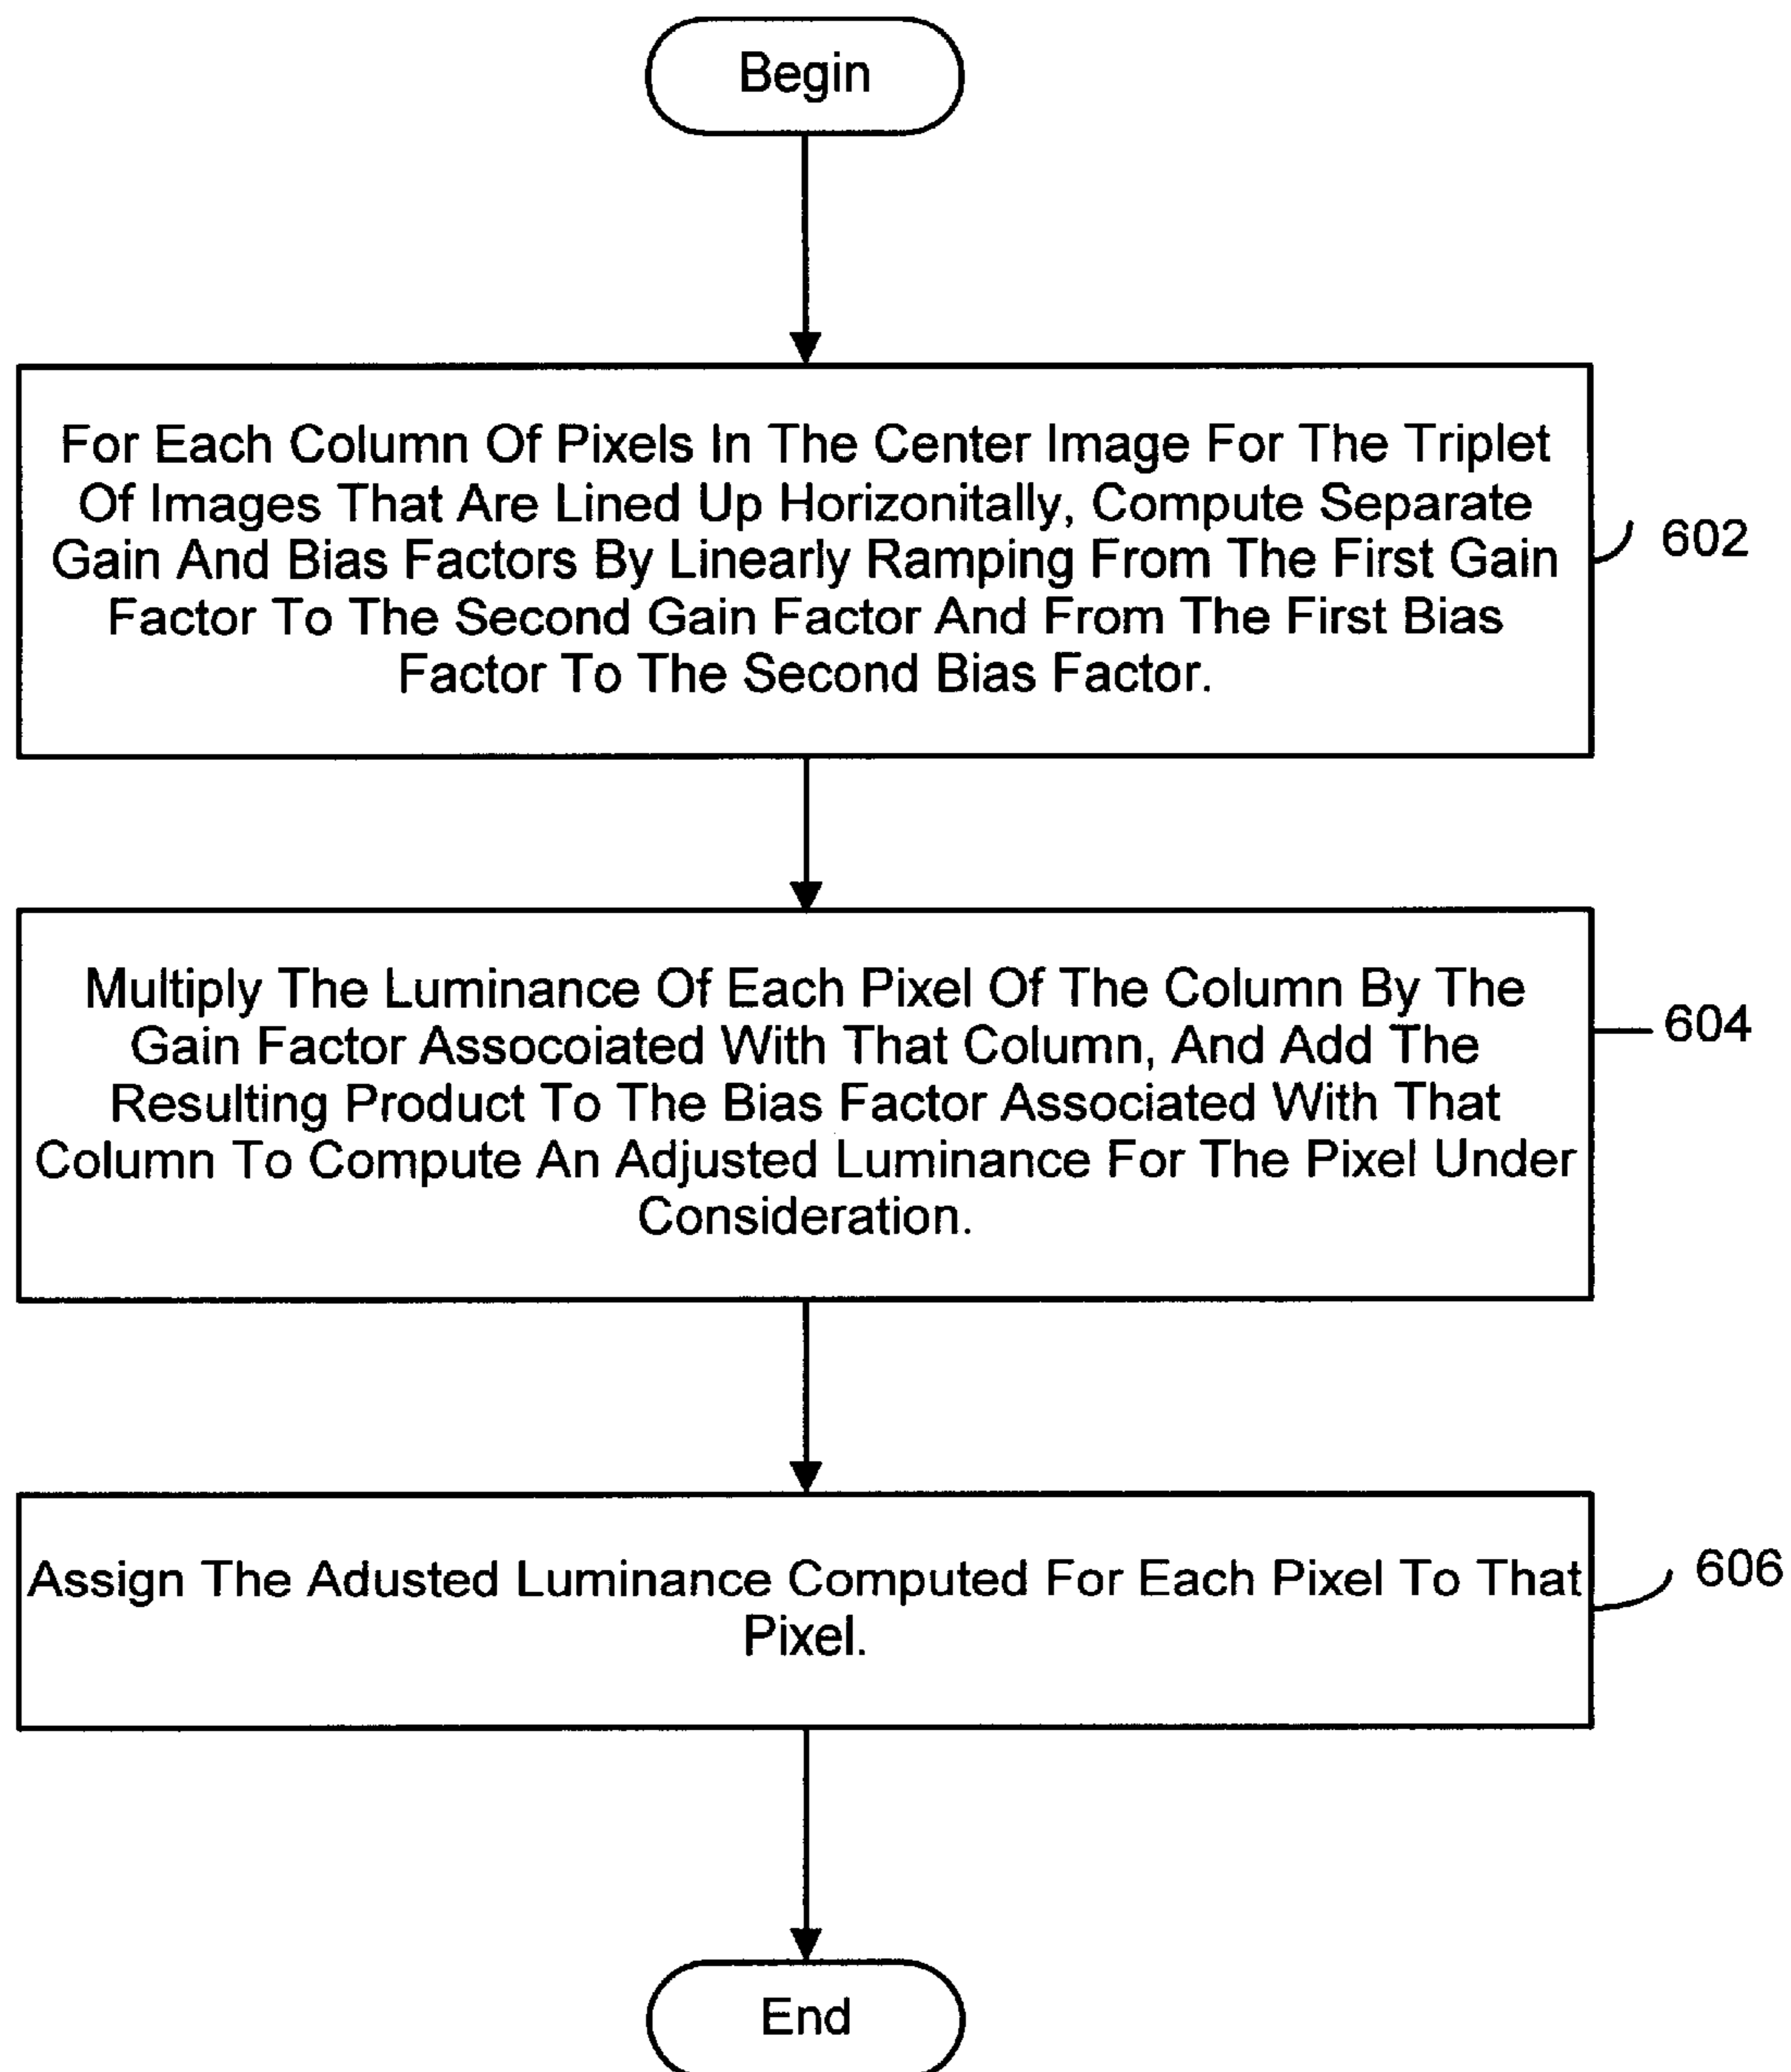 Begin
For Each Column Of Pixels In The Center Image For The Triplet
Of Images That Are Lined Up Horizonitally, Compute Separate
Gain And Bias Factors By Linearly Ramping From The First Gain
Factor To The Second Gain Factor And From The First Bias
Factor To The Second Bias Factor.
602
Multiply The Luminance Of Each Pixel Of The Column By The
Gain Factor Assocoiated With That Column, And Add The
Resulting Product To The Bias Factor Associated With That
Column To Compute An Adjusted Luminance For The Pixel Under
Consideration.
604
Assign The Adusted Luminance Computed For Each Pixel To That
Pixel.
606
End